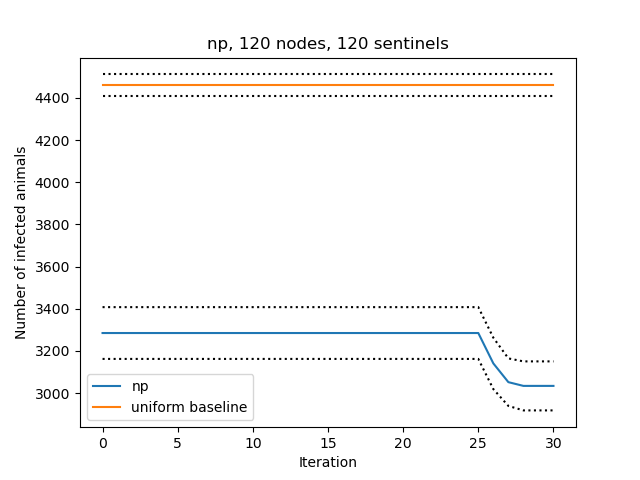 np, 120 nodes, 120 sentinels
Number of infected animals
4400
4200
4000
3800
3600
3400
3200
3000
np
uniform baseline
0 5 10 15 20 25 30
Iteration